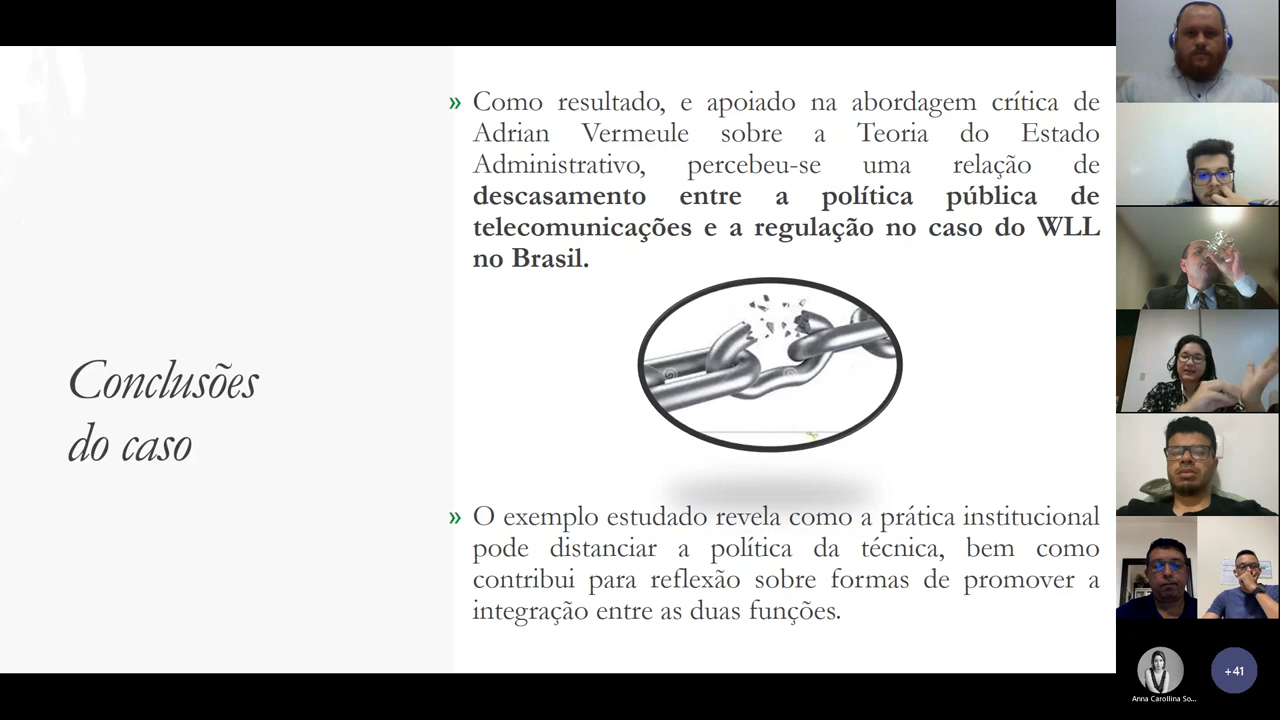 » Como resultado, e apoiado na abordagem crítica de
Adrian Vermeule sobre a Teoria do Estado
Administrativo, percebeu-se uma relação de
descasamento entre a política pública de
telecomunicações e a regulação no caso do WLL
no Brasil.
Conclusões
do caso
» O exemplo estudado revela como a prática institucional
pode distanciar a política da técnica, bem como
contribui para reflexão sobre formas de promover a
integração entre as duas funções.
Anna Carollina So...
+41